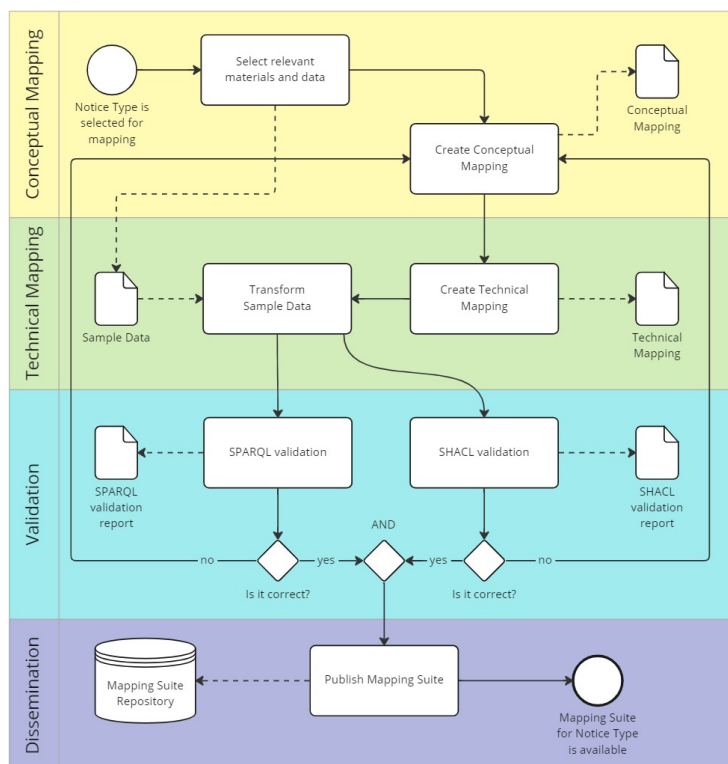 Conceptual Mapping
Notice Type is
selected for
mapping
Select relevant
materials and data
Conceptual
Mapping
Create Conceptual
Mapping
Technical Mapping
Sample Data
Transform
Sample Data
Create Technical
Mapping
Technical
Mapping
Validation
SPARQL
validation
report
SPARQL validation
SHACL validation
SHACL
validation
report
AND
no
yes
yes
no
Is it correct?
Is it correct?
Dissemination
Mapping Suite
Repository
Publish Mapping Suite
Mapping Suite
for Notice Type
is available